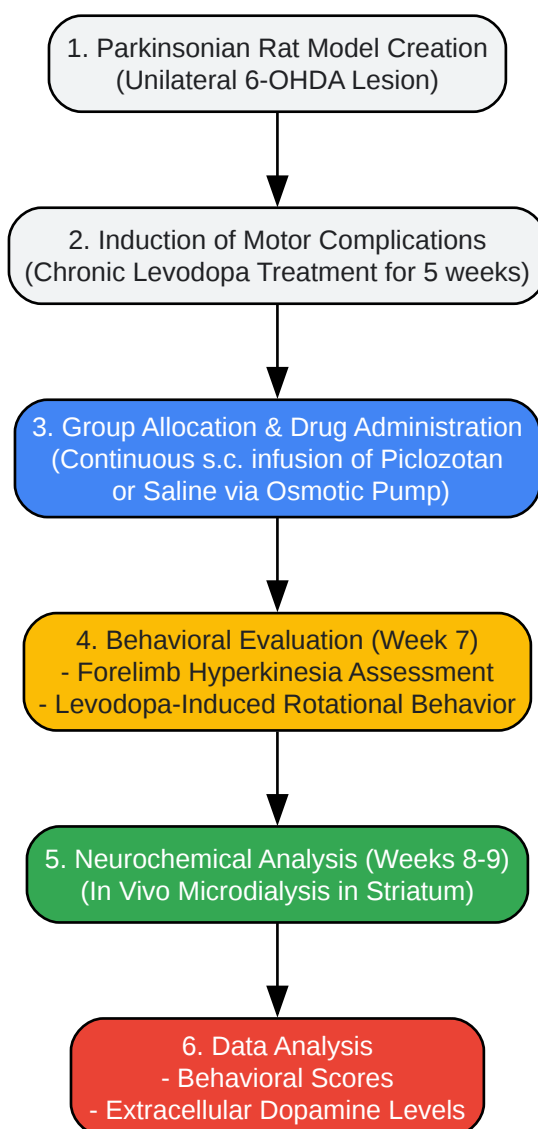 1. Parkinsonian Rat Model Creation
(Unilateral 6-OHDA Lesion)
2. Induction of Motor Complications
(Chronic Levodopa Treatment for 5 weeks)
3. Group Allocation & Drug Administration
(Continuous s.c. infusion of Piclozotan
or Saline via Osmotic Pump)
4. Behavioral Evaluation (Week 7)
- Forelimb Hyperkinesia Assessment
- Levodopa-Induced Rotational Behavior
5. Neurochemical Analysis (Weeks 8-9)
(In Vivo Microdialysis in Striatum)
6. Data Analysis
- Behavioral Scores
- Extracellular Dopamine Levels